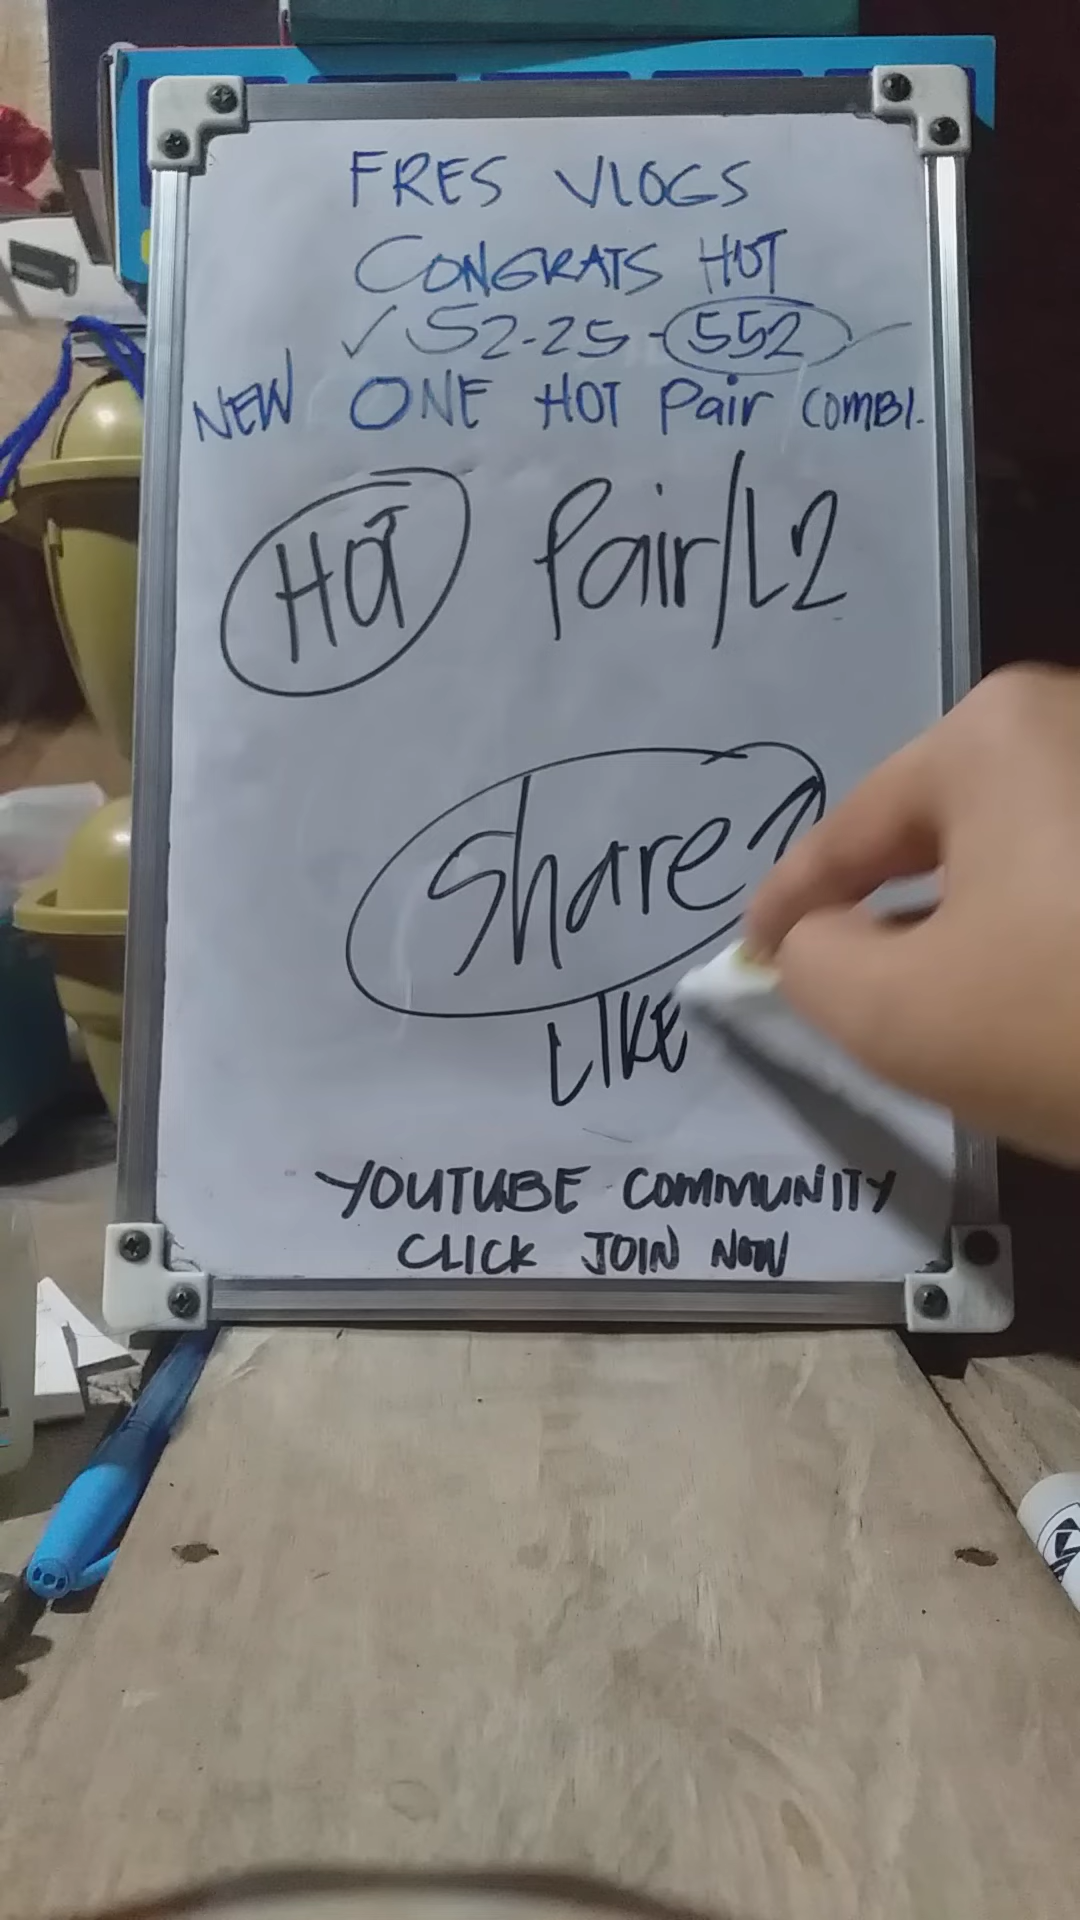 FRES VLOGS
CONGRATS HOT
✓ 52-25-552
NEW ONE HOT Pair COMBI.
HOT Pair/L2
Share
LIKE
YOUTUBE COMMUNITY
CLICK JOIN NOW